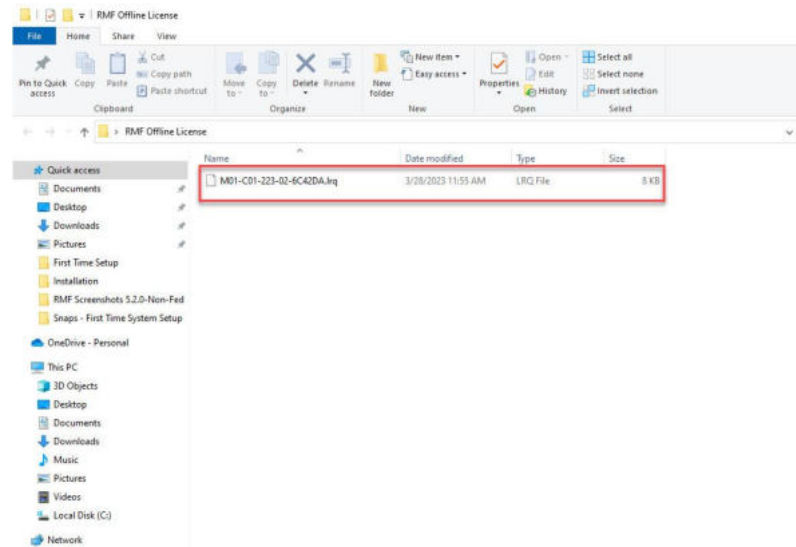 RMF Offline License
File Home Share View
Pin to Quick access
Copy
Paste
Cut
Copy path
Paste shortcut
Move to
Copy to
Delete
Rename
New folder
New item
Easy access
Properties
Open
Edit
History
Select all
Select none
Invert selection
Clipboard Organize New Open Select
RMF Offline License
Name Date modified Type Size
M01-C01-223-02-6C42DA.lrq 3/28/2023 11:55 AM LRQ File 8 KB
Quick access
Documents
Desktop
Downloads
Pictures
First Time Setup
Installation
RMF Screenshots 5.2.0-Non-Fed
Snaps - First Time System Setup
OneDrive - Personal
This PC
3D Objects
Desktop
Documents
Downloads
Music
Pictures
Videos
Local Disk (C:)
Network